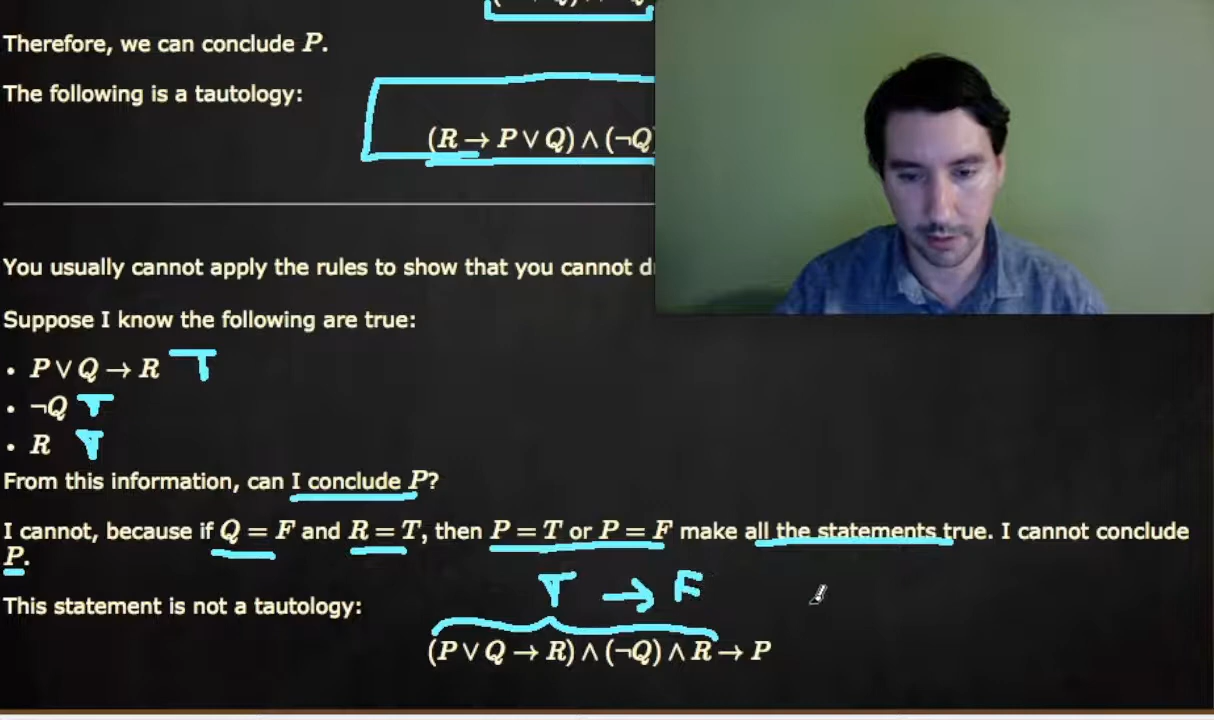 Therefore, we can conclude P.
The following is a tautology:
(R → P ∨ Q) ∧ (¬Q)
You usually cannot apply the rules to show that you cannot
Suppose I know the following are true:
• P ∨ Q → R T
• ¬Q T
• R T
From this information, can I conclude P?
I cannot, because if Q = F and R = T, then P = T or P = F make all the statements true. I cannot conclude
P.
T → F
This statement is not a tautology:
(P ∨ Q → R) ∧ (¬Q) ∧ R → P